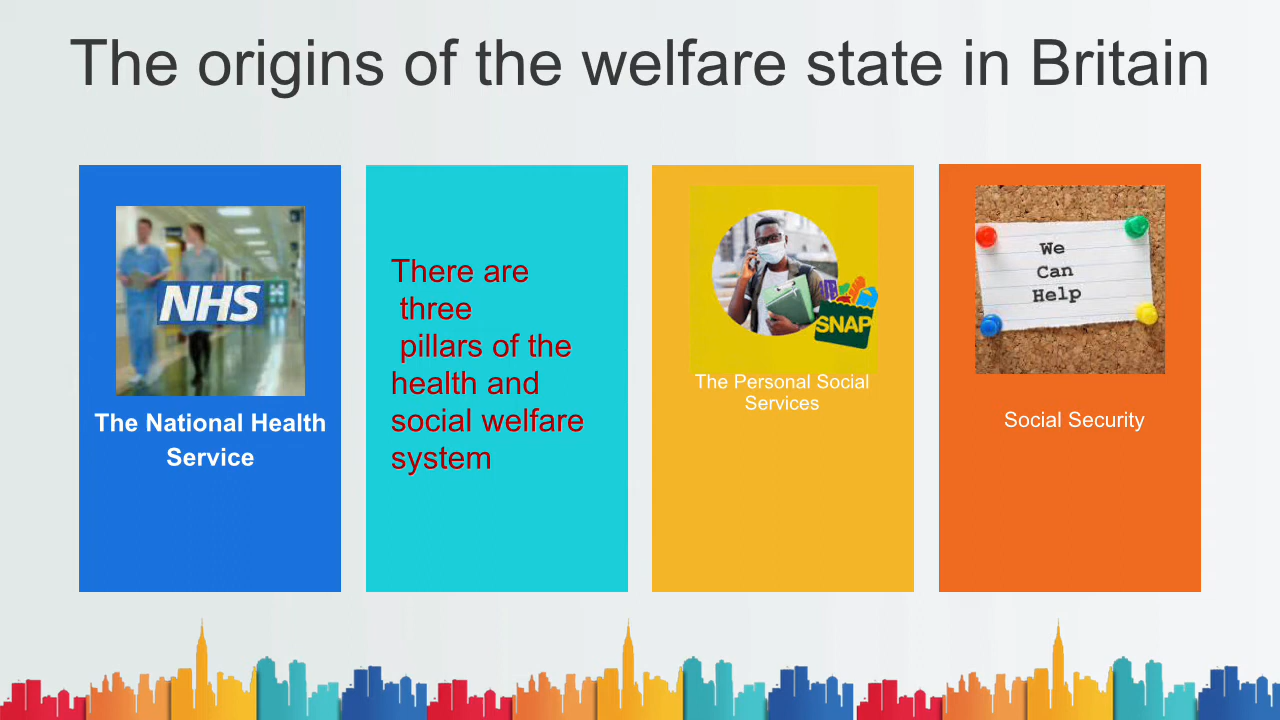 The origins of the welfare state in Britain
NHS
The National Health
Service
There are
three
pillars of the
health and
social welfare
system
SNAP
The Personal Social
Services
We
Can
Help
Social Security